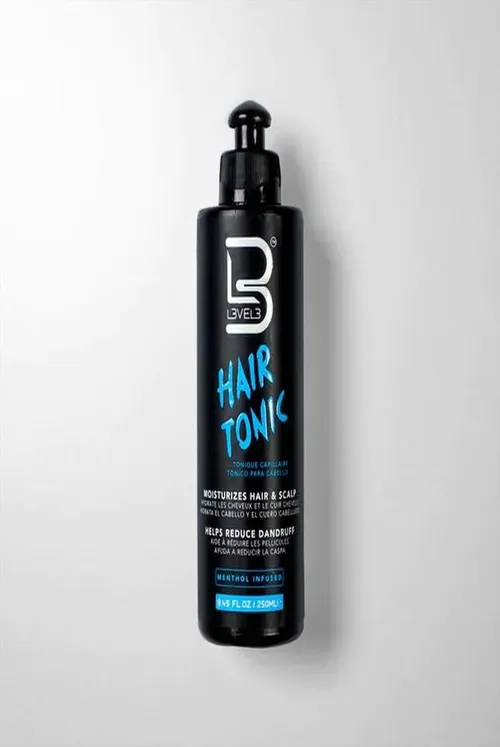 TM
L3VEL3
HAIR
TONIC
TONIQUE CAPILLAIRE
TÓNICO PARA CABELLO
MOISTURIZES HAIR & SCALP
HYDRATE LES CHEVEUX ET LE CUIR CHEVELU
HIDRATA EL CABELLO Y EL CUERO CABELLUDO
HELPS REDUCE DANDRUFF
AIDE À RÉDUIRE LES PELLICULES
AYUDA A REDUCIR LA CASPA
MENTHOL INFUSED
8.45 FL.OZ / 250ML e